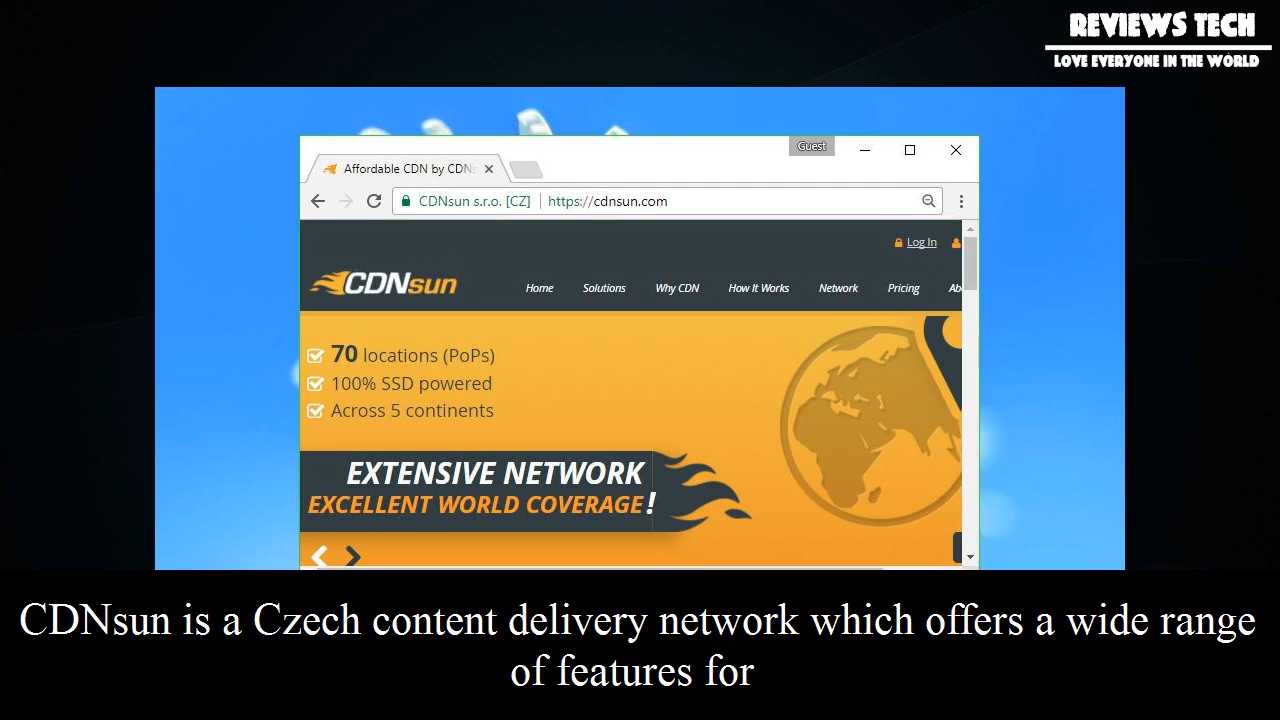 REVIEWS TECH
LOVE EVERYONE IN THE WORLD
Guest
Affordable CDN by CDNs
CDNsun s.r.o. [CZ] https://cdnsun.com
Log In
CDNsun
Home Solutions Why CDN How It Works Network Pricing Ab
70 locations (PoPs)
100% SSD powered
Across 5 continents
EXTENSIVE NETWORK
EXCELLENT WORLD COVERAGE!
CDNsun is a Czech content delivery network which offers a wide range
of features for